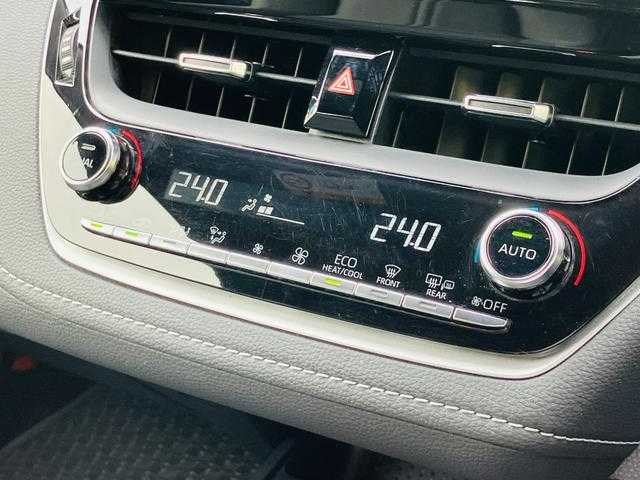 24.0
24.0
AUTO
ECO
HEAT/COOL
FRONT
REAR
OFF